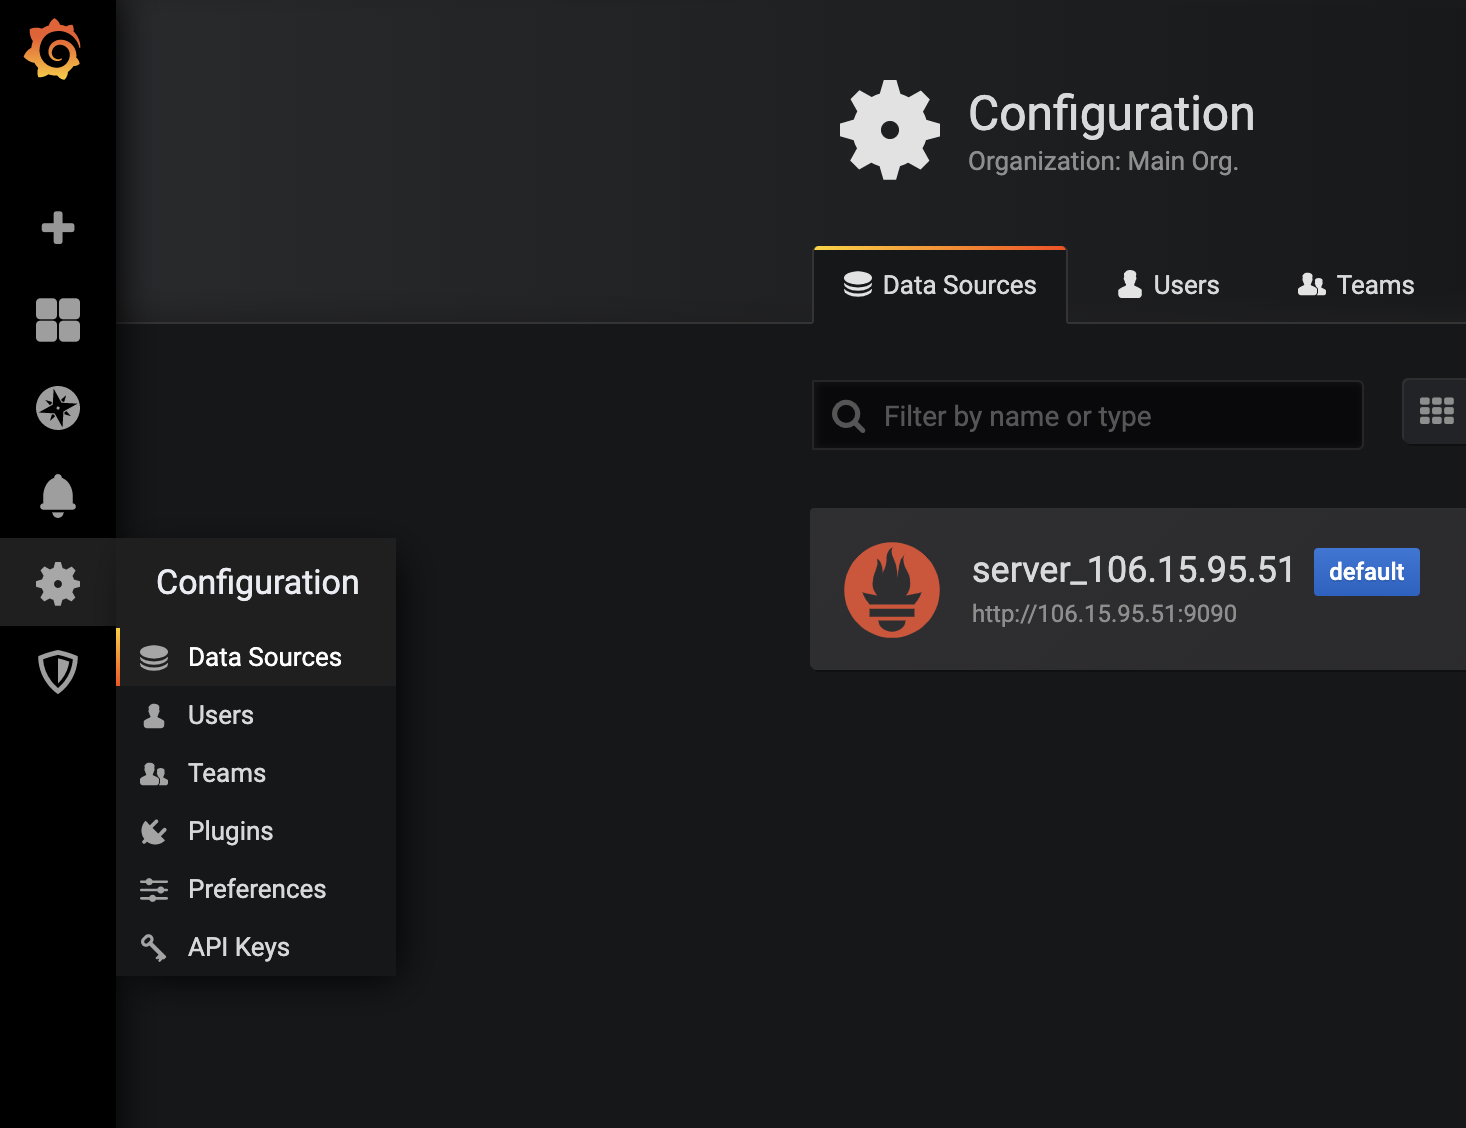 Configuration
Organization: Main Org.
Data Sources
Users
Teams
Filter by name or type
server_106.15.95.51 default
http://106.15.95.51:9090
Configuration
Data Sources
Users
Teams
Plugins
Preferences
API Keys